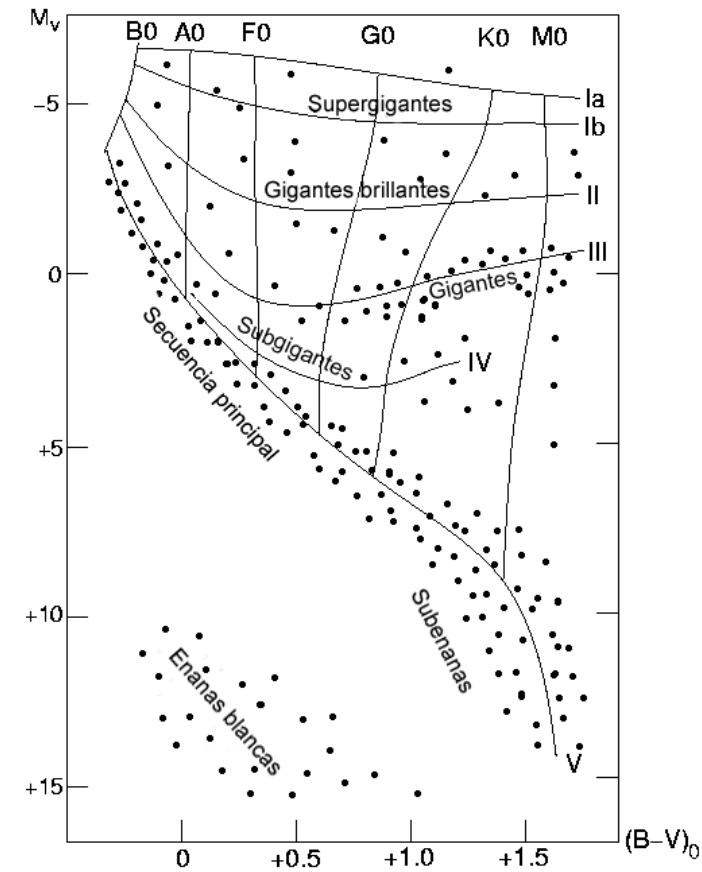 Mv
B0 A0 F0 G0 K0 M0
−5
Ia
Supergigantes
Ib
Gigantes brillantes
II
III
0
Gigantes
Subgigantes
IV
Secuencia principal
+5
Subenanas
+10
Enanas blancas
V
+15
(B−V)0
0 +0.5 +1.0 +1.5